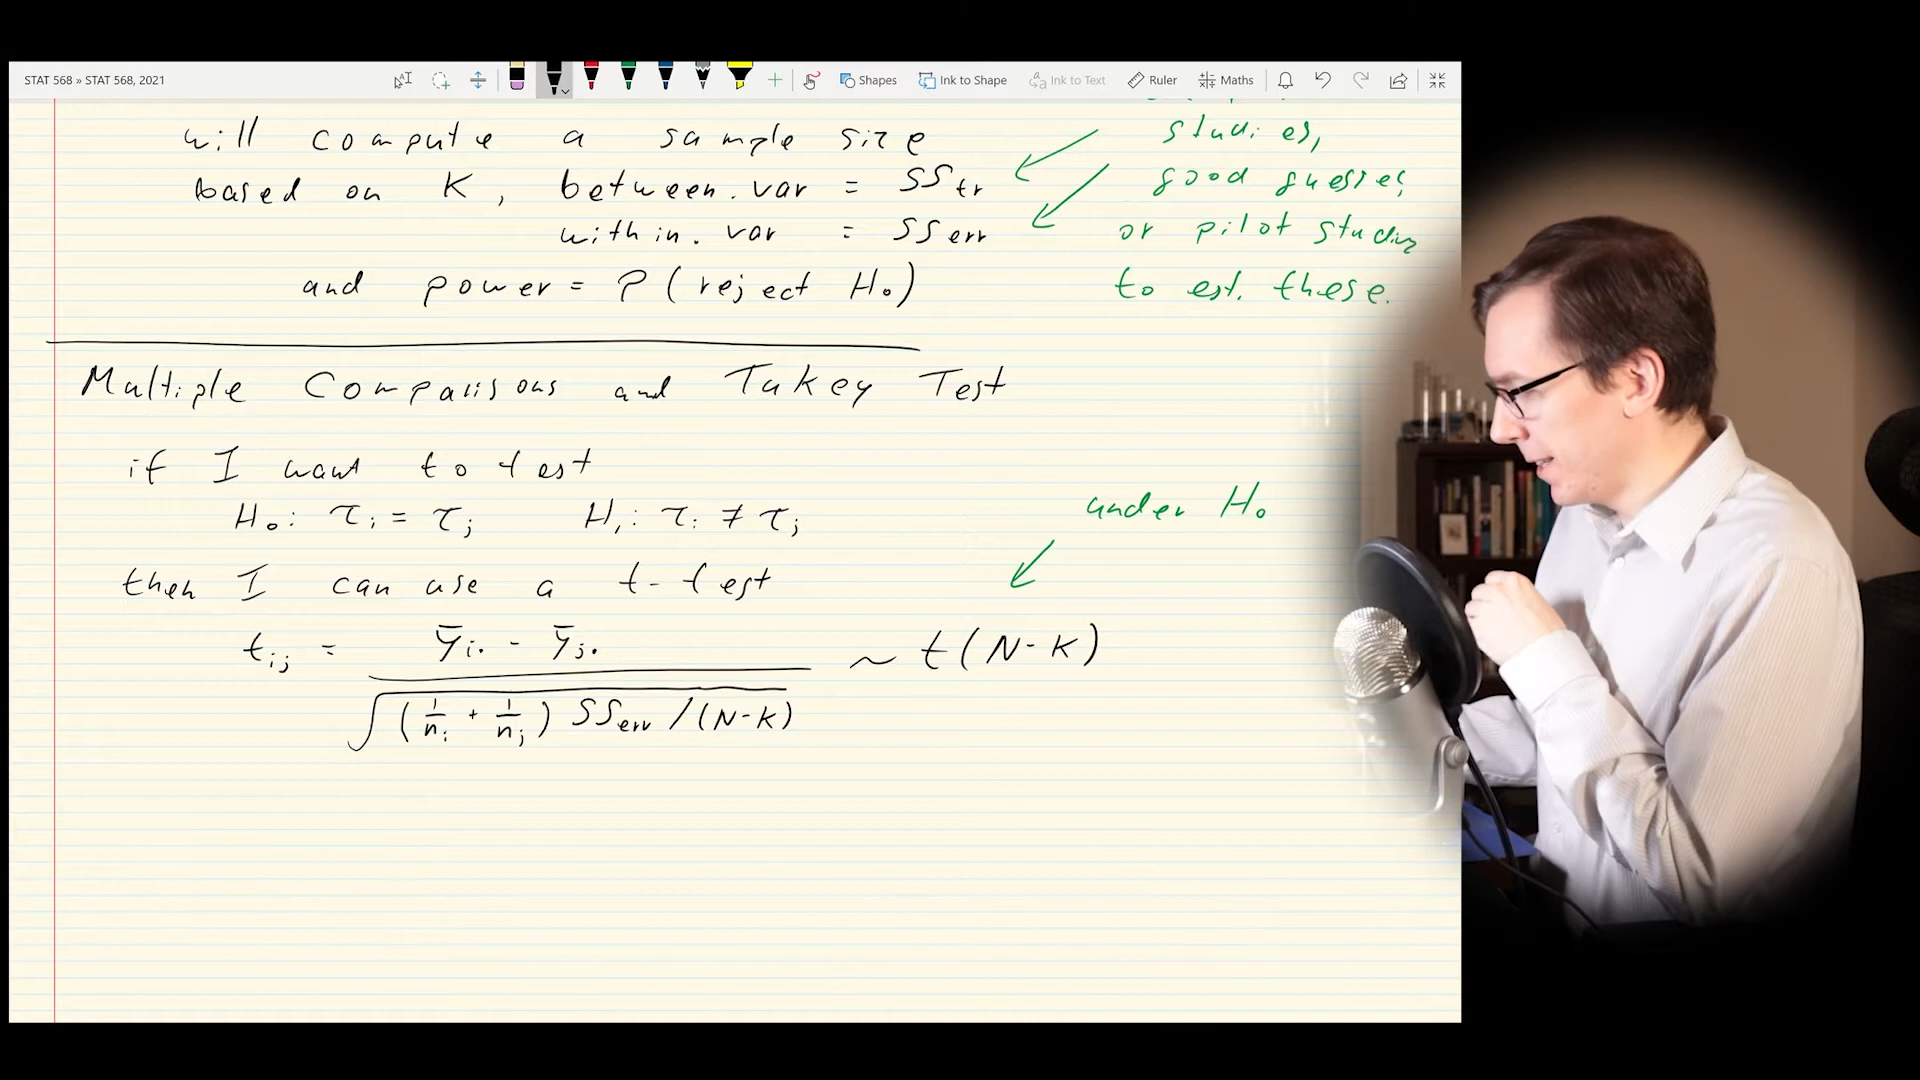 STAT 568 » STAT 568, 2021
Shapes
Ink to Shape
Ink to Text
Ruler
Maths
will compute a sample size
based on K, between.var = SS_tr
within.var = SS_err
and power = P(reject H₀)
studies,
good guesses
or pilot studies
to est. these.
Multiple Comparisons and Tukey Test
if I want to test
H₀: τᵢ = τⱼ H₁: τᵢ ≠ τⱼ
under H₀
then I can use a t-test
tᵢⱼ = (ȳᵢ. - ȳⱼ.) / √((1/nᵢ + 1/nⱼ) SS_err/(N-K)) ~ t(N-K)